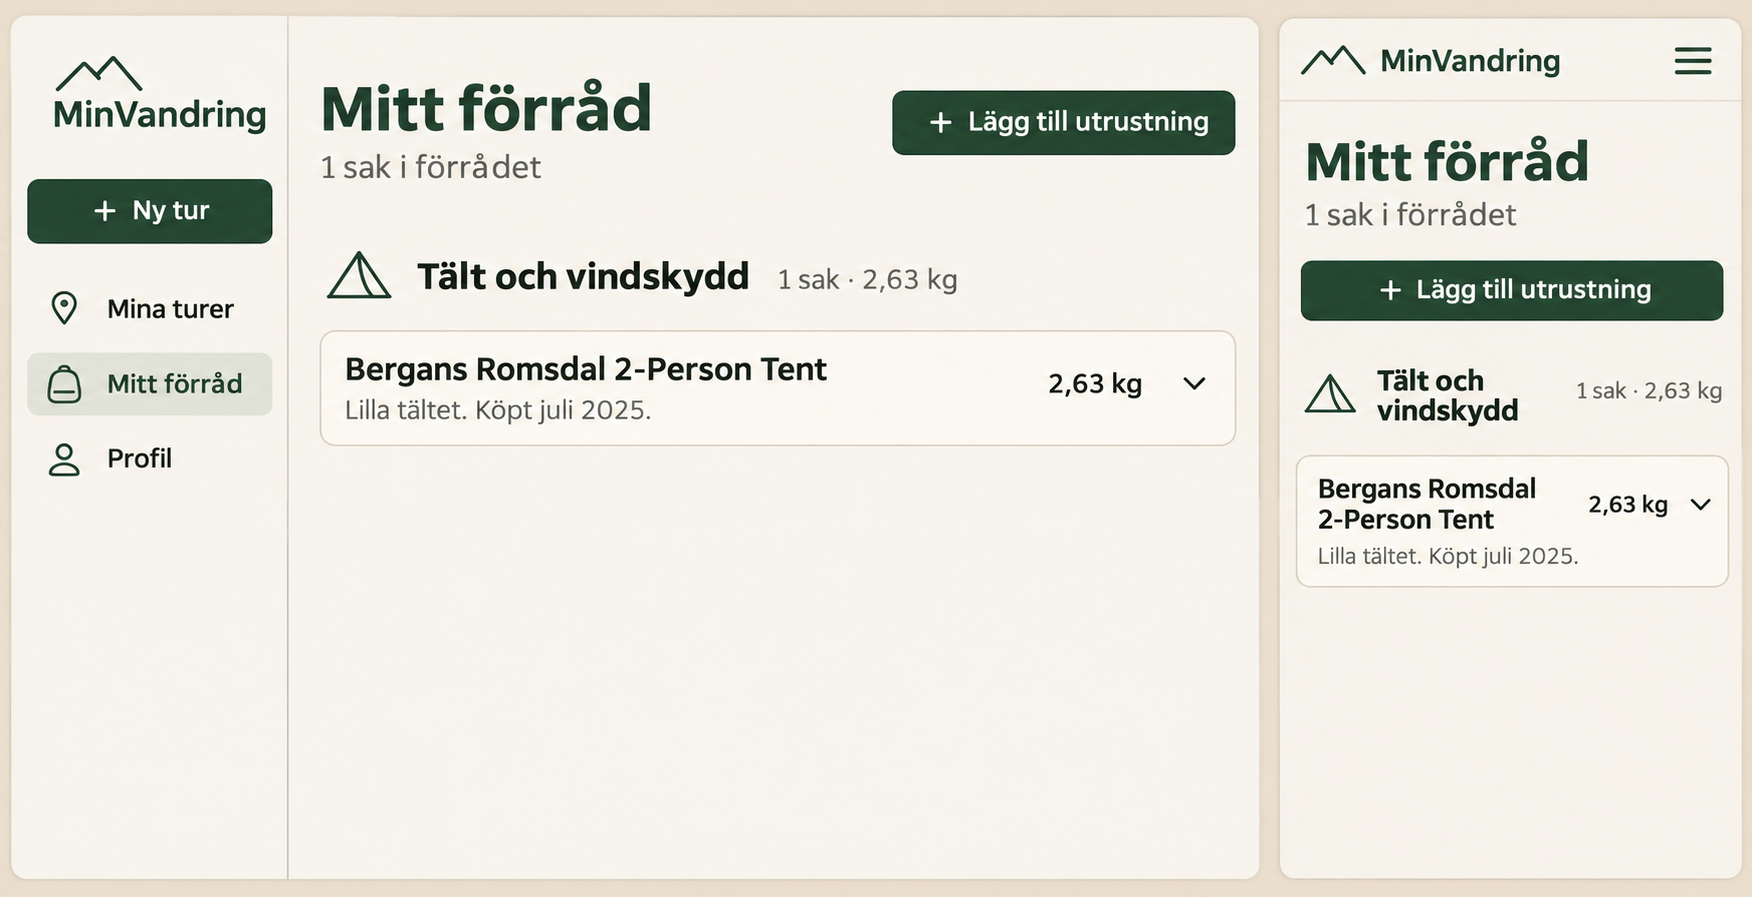 MinVandring
+ Ny tur
Mina turer
Mitt förråd
Profil
Mitt förråd
1 sak i förrådet
+ Lägg till utrustning
Tält och vindskydd 1 sak · 2,63 kg
Bergans Romsdal 2-Person Tent
Lilla tältet. Köpt juli 2025.
2,63 kg
MinVandring
Mitt förråd
1 sak i förrådet
+ Lägg till utrustning
Tält och
vindskydd
1 sak · 2,63 kg
Bergans Romsdal
2-Person Tent
2,63 kg
Lilla tältet. Köpt juli 2025.